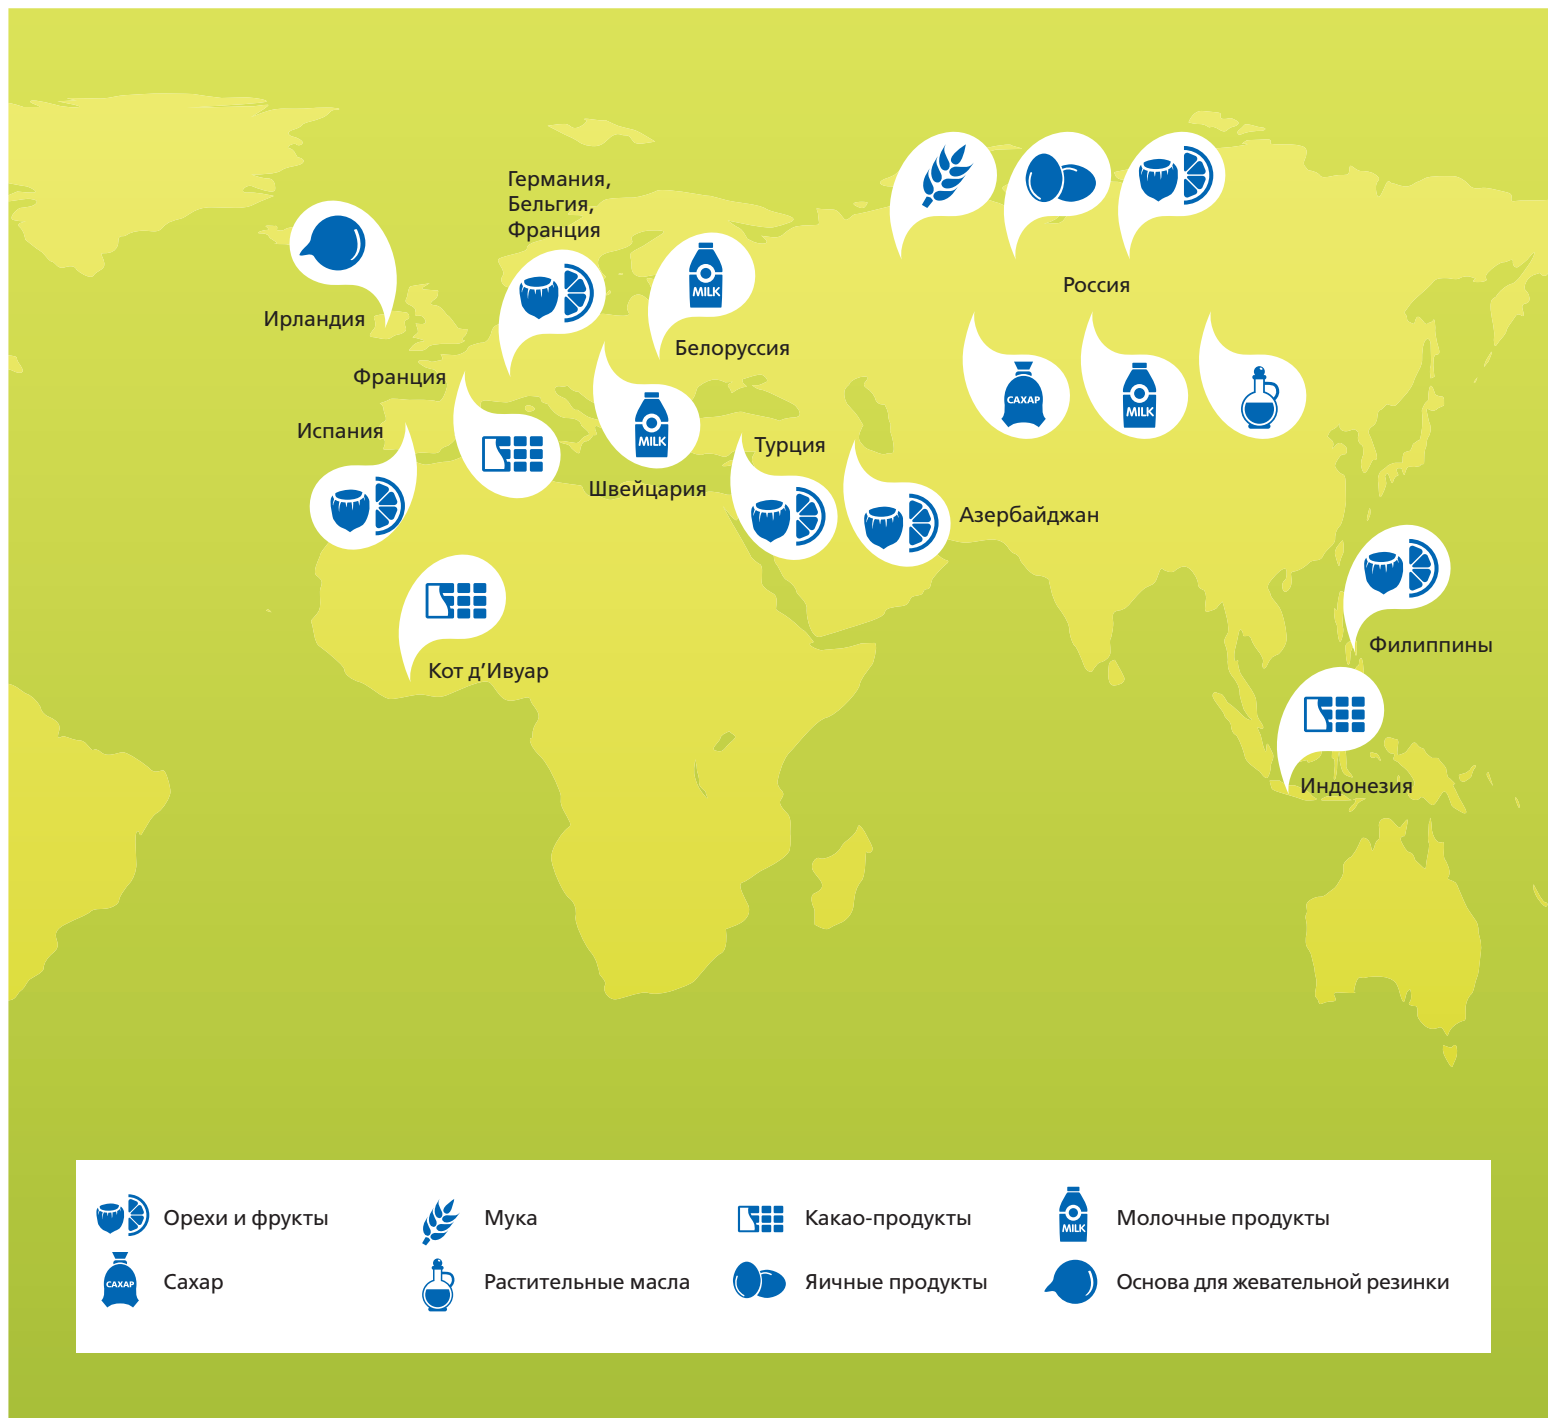 Германия,
Бельгия,
Франция
MILK
Россия
Ирландия
Белоруссия
Франция
САХАР
MILK
Испания
MILK
Турция
Швейцария
Азербайджан
Филиппины
Кот д’Ивуар
Индонезия
Орехи и фрукты
Мука
Какао-продукты
MILK
Молочные продукты
САХАР
Сахар
Растительные масла
Яичные продукты
Основа для жевательной резинки